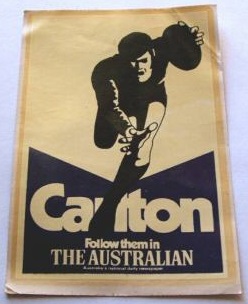 Carlton
Follow them in
THE AUSTRALIAN
Australia's national daily newspaper